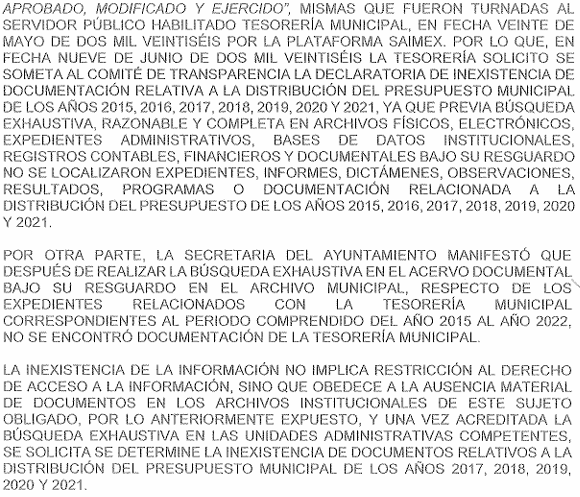 APROBADO, MODIFICADO Y EJERCIDO", MISMAS QUE FUERON TURNADAS AL
SERVIDOR PÚBLICO HABILITADO TESORERÍA MUNICIPAL, EN FECHA VEINTE DE
MAYO DE DOS MIL VEINTISÉIS POR LA PLATAFORMA SAIMEX. POR LO QUE, EN
FECHA NUEVE DE JUNIO DE DOS MIL VEINTISÉIS LA TESORERÍA SOLICITO SE
SOMETA AL COMITÉ DE TRANSPARENCIA LA DECLARATORIA DE INEXISTENCIA DE
DOCUMENTACIÓN RELATIVA A LA DISTRIBUCIÓN DEL PRESUPUESTO MUNICIPAL
DE LOS AÑOS 2015, 2016, 2017, 2018, 2019, 2020 Y 2021, YA QUE PREVIA BÚSQUEDA
EXHAUSTIVA, RAZONABLE Y COMPLETA EN ARCHIVOS FÍSICOS, ELECTRÓNICOS,
EXPEDIENTES ADMINISTRATIVOS, BASES DE DATOS INSTITUCIONALES,
REGISTROS CONTABLES, FINANCIEROS Y DOCUMENTALES BAJO SU RESGUARDO
NO SE LOCALIZARON EXPEDIENTES, INFORMES, DICTÁMENES, OBSERVACIONES,
RESULTADOS, PROGRAMAS O DOCUMENTACIÓN RELACIONADA A LA
DISTRIBUCIÓN DEL PRESUPUESTO DE LOS AÑOS 2015, 2016, 2017, 2018, 2019, 2020
Y 2021.
POR OTRA PARTE, LA SECRETARIA DEL AYUNTAMIENTO MANIFESTÓ QUE
DESPUÉS DE REALIZAR LA BÚSQUEDA EXHAUSTIVA EN EL ACERVO DOCUMENTAL
BAJO SU RESGUARDO EN EL ARCHIVO MUNICIPAL, RESPECTO DE LOS
EXPEDIENTES RELACIONADOS CON LA TESORERÍA MUNICIPAL
CORRESPONDIENTES AL PERIODO COMPRENDIDO DEL AÑO 2015 AL AÑO 2022,
NO SE ENCONTRÓ DOCUMENTACIÓN DE LA TESORERÍA MUNICIPAL.
LA INEXISTENCIA DE LA INFORMACIÓN NO IMPLICA RESTRICCIÓN AL DERECHO
DE ACCESO A LA INFORMACIÓN, SINO QUE OBEDECE A LA AUSENCIA MATERIAL
DE DOCUMENTOS EN LOS ARCHIVOS INSTITUCIONALES DE ESTE SUJETO
OBLIGADO, POR LO ANTERIORMENTE EXPUESTO, Y UNA VEZ ACREDITADA LA
BÚSQUEDA EXHAUSTIVA EN LAS UNIDADES ADMINISTRATIVAS COMPETENTES,
SE SOLICITA SE DETERMINE LA INEXISTENCIA DE DOCUMENTOS RELATIVOS A LA
DISTRIBUCIÓN DEL PRESUPUESTO MUNICIPAL DE LOS AÑOS 2017, 2018, 2019,
2020 Y 2021.